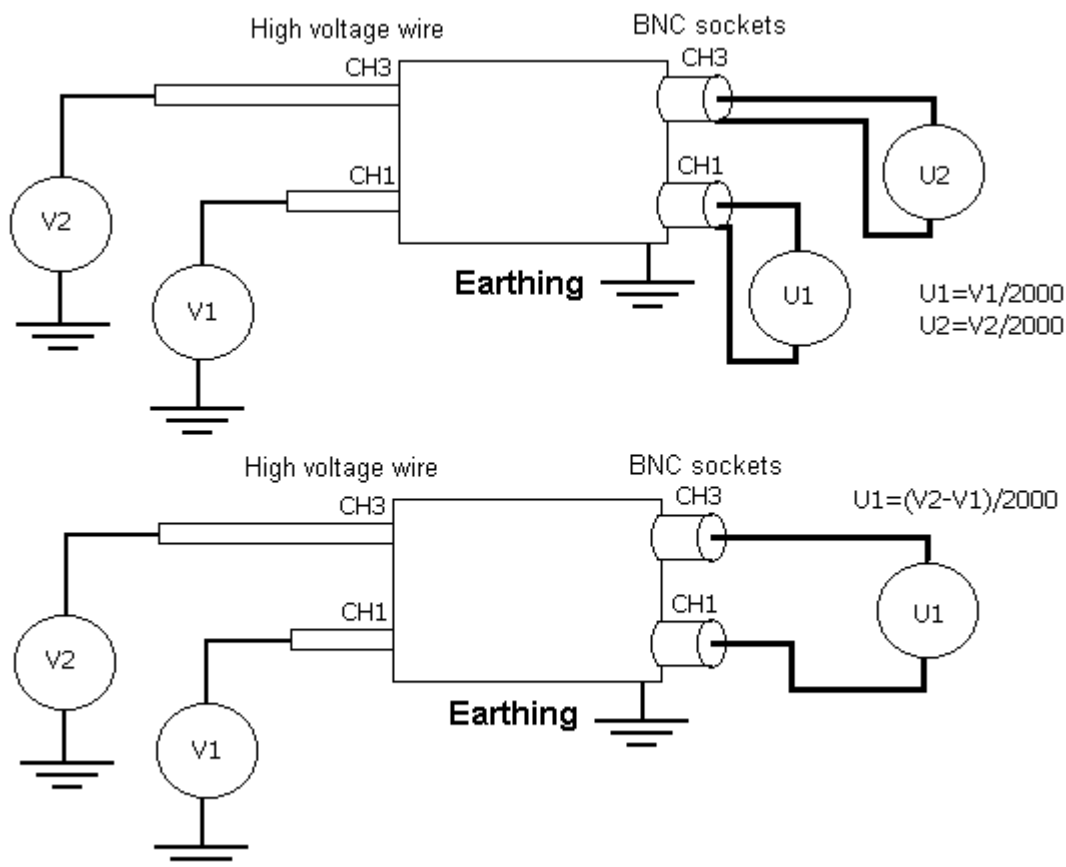 High voltage wire
BNC sockets
CH3
CH3
V2
U2
CH1
CH1
V1
U1
Earthing
U1=V1/2000
U2=V2/2000
High voltage wire
BNC sockets
CH3
CH3
U1=(V2-V1)/2000
V2
U1
CH1
CH1
V1
Earthing